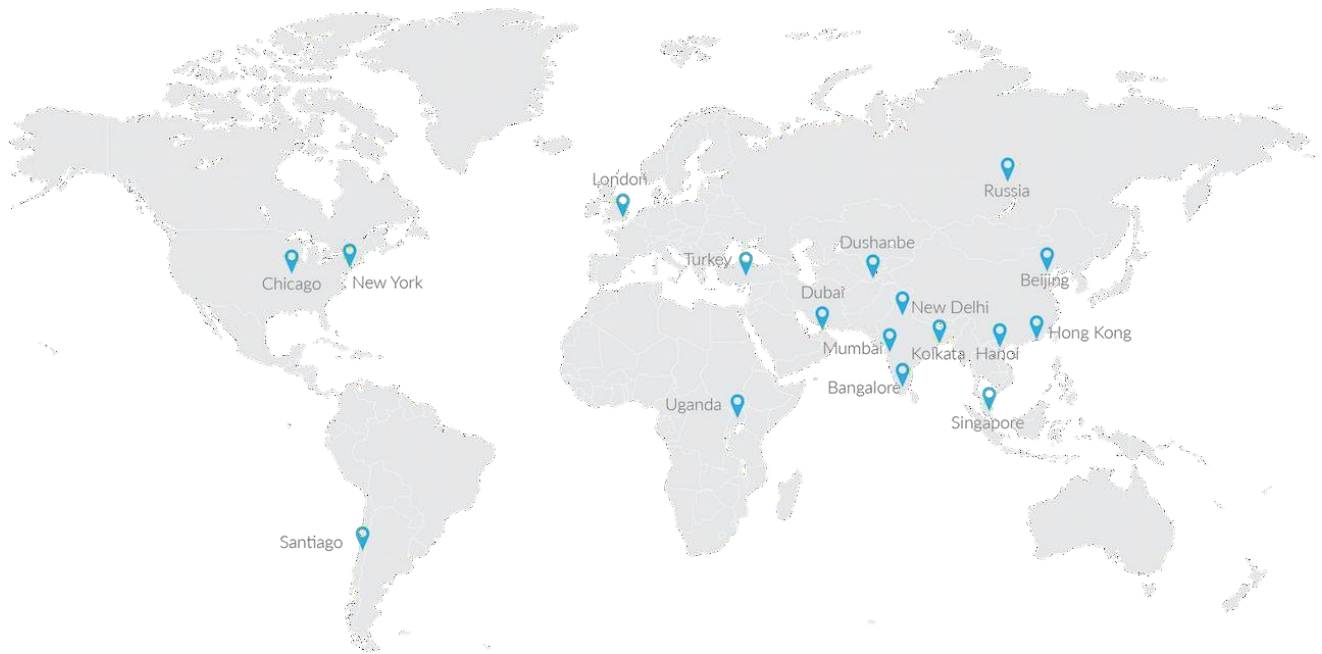 London
Russia
Dushanbe
Turkey
Chicago
New York
Beijing
Dubai
New Delhi
Hong Kong
Mumbai
Kolkata
Hanoi
Bangalore
Uganda
Singapore
Santiago